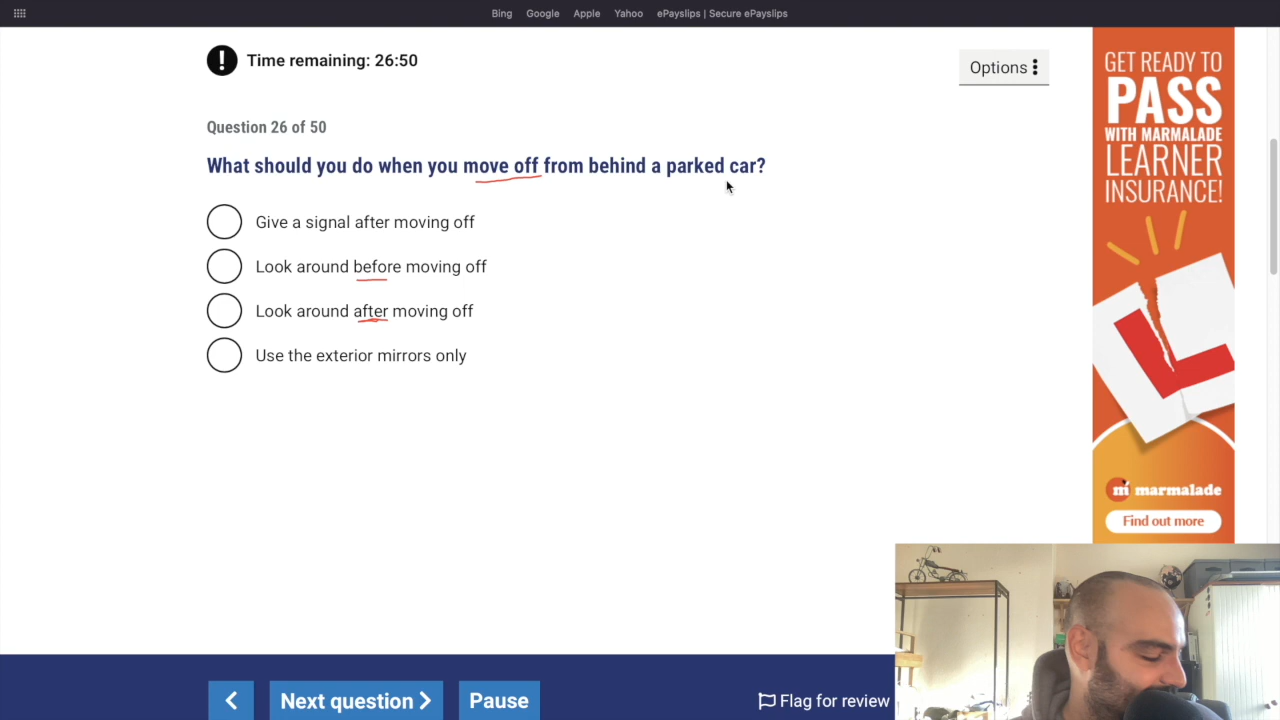 Bing Google Apple Yahoo ePayslips | Secure ePayslips
! Time remaining: 26:50
Options
Question 26 of 50
What should you do when you move off from behind a parked car?
Give a signal after moving off
Look around before moving off
Look around after moving off
Use the exterior mirrors only
Next question
Pause
Flag for review
GET READY TO
PASS
WITH MARMALADE
LEARNER
INSURANCE!
L
m marmalade
Find out more